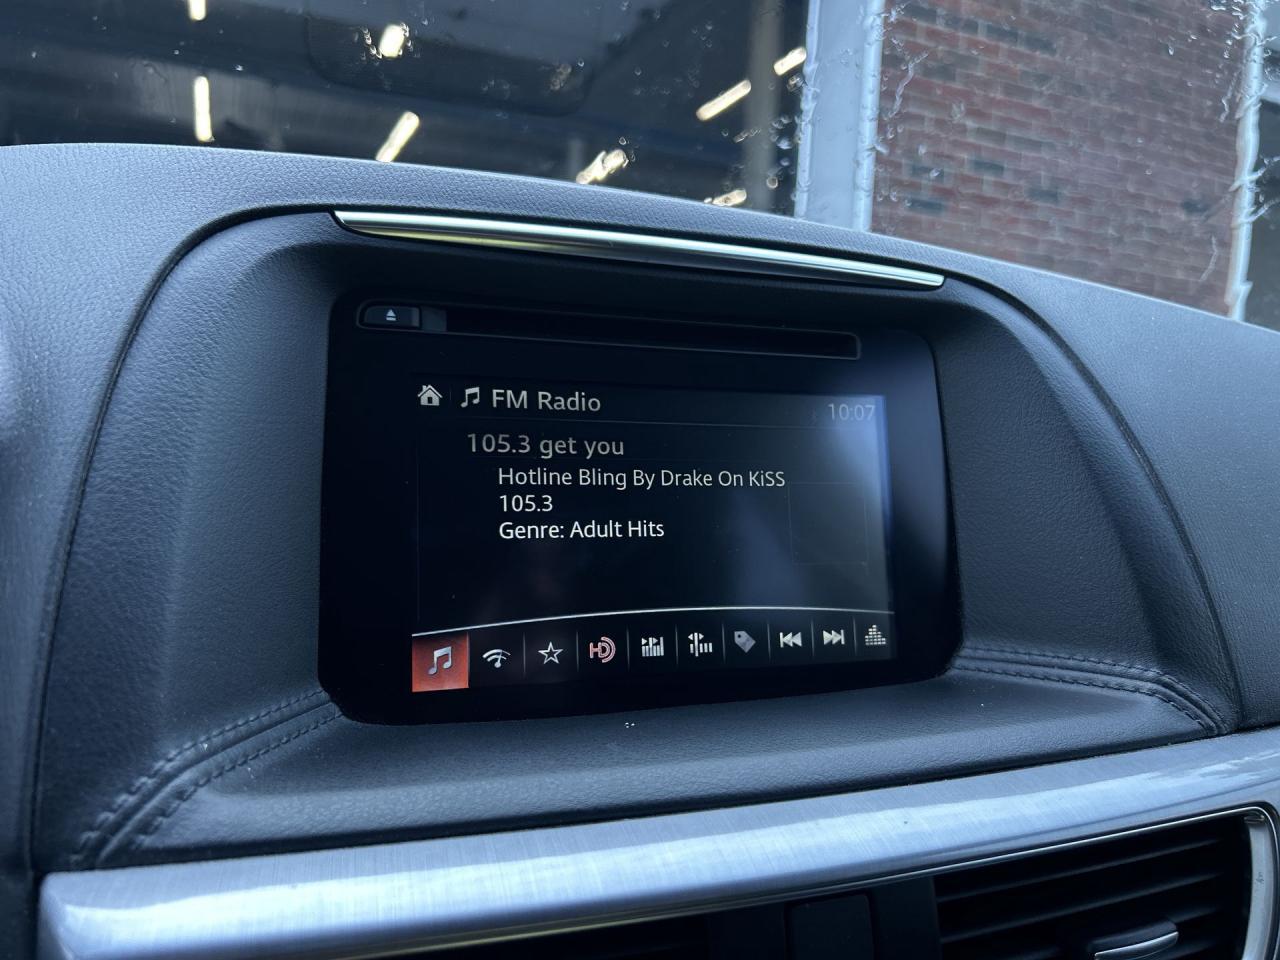 FM Radio
10:07
105.3 get you
Hotline Bling By Drake On KiSS
105.3
Genre: Adult Hits
HD